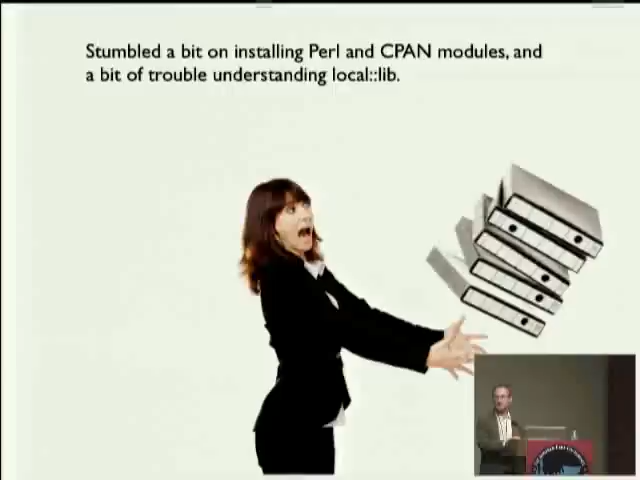 Stumbled a bit on installing Perl and CPAN modules, and
a bit of trouble understanding local::lib.